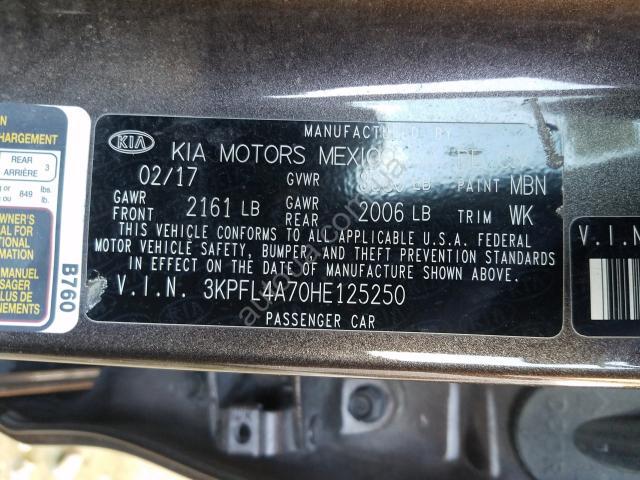 HARGEMENT
REAR 3
ARRIÈRE
849 lbs.
lb.
OWNER'S
MANUEL
B760
KIA
MANUFACTURED BY
KIA MOTORS MEXICO
02/17 GVWR LB PAINT MBN
GAWR FRONT 2161 LB GAWR REAR 2006 LB TRIM WK
THIS VEHICLE CONFORMS TO ALL APPLICABLE U.S.A. FEDERAL
MOTOR VEHICLE SAFETY, BUMPER, AND THEFT PREVENTION STANDARDS
IN EFFECT ON THE DATE OF MANUFACTURE SHOWN ABOVE.
V.I.N. 3KPFL4A70HE125250
PASSENGER CAR
V.I.N